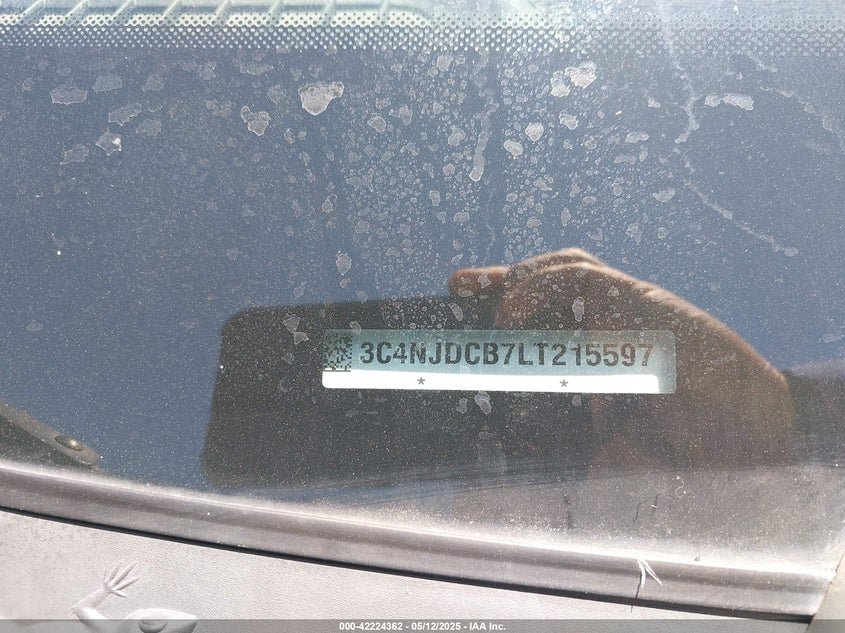 3C4NJDCB7LT215597
* *
000-42224362 - 05/12/2025 - IAA Inc.